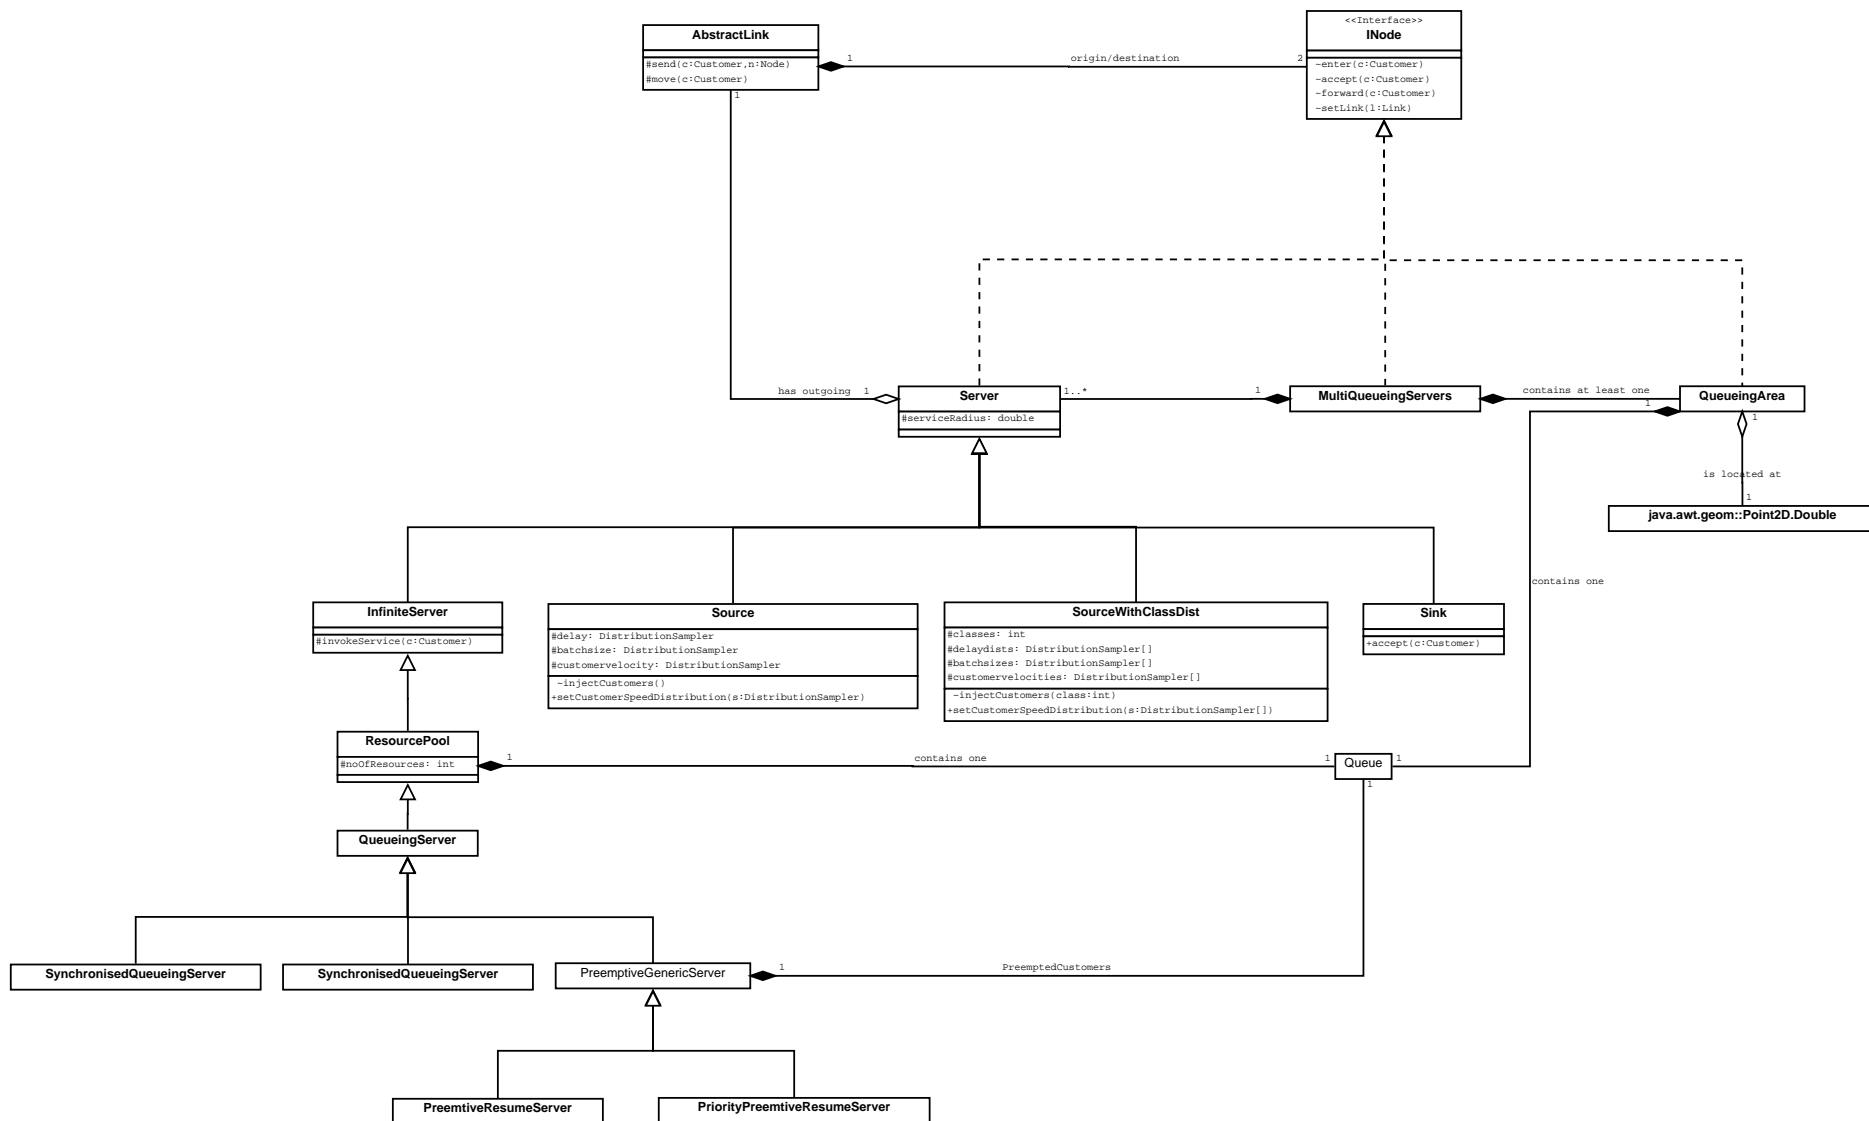 <<Interface>>
INode
-enter(c:Customer)
~accept(c:Customer)
~forward(c:Customer)
~setLink(l:Link)
AbstractLink
#send(c:Customer,n:Node)
#move(c:Customer)
1
origin/destination
2
1
has outgoing
1
Server
#serviceRadius: double
1..*
1
MultiQueueingServers
contains at least one
QueueingArea
1
1
is located at
1
java.awt.geom::Point2D.Double
contains one
InfiniteServer
#invokeService(c:Customer)
Source
#delay: DistributionSampler
#batchsize: DistributionSampler
#customervelocity: DistributionSampler
~injectCustomers()
+setCustomerSpeedDistribution(s:DistributionSampler)
SourceWithClassDist
#classes: int
#delaydists: DistributionSampler[]
#batchsizes: DistributionSampler[]
#customervelocities: DistributionSampler[]
~injectCustomers(class:int)
+setCustomerSpeedDistribution(s:DistributionSampler[])
Sink
+accept(c:Customer)
ResourcePool
#noOfResources: int
1
contains one
1
Queue
1
1
QueueingServer
SynchronisedQueueingServer
SynchronisedQueueingServer
PreemptiveGenericServer
1
PreemptedCustomers
PreemtiveResumeServer
PriorityPreemtiveResumeServer